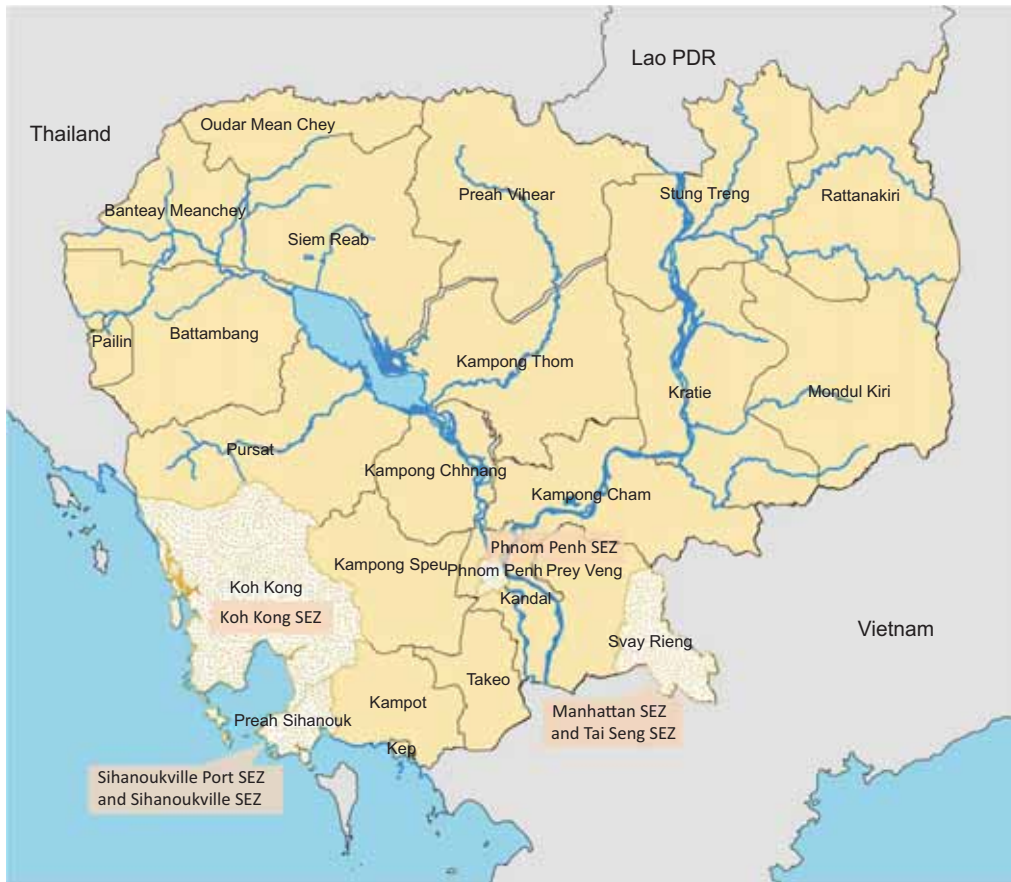 Lao PDR
Thailand
Oudar Mean Chey
Preah Vihear
Stung Treng
Rattanakiri
Banteay Meanchey
Siem Reab
Pailin
Battambang
Kampong Thom
Kratie
Mondul Kiri
Pursat
Kampong Chhnang
Kampong Cham
Phnom Penh SEZ
Kampong Speu
Phnom Penh
Prey Veng
Koh Kong
Kandal
Koh Kong SEZ
Svay Rieng
Vietnam
Takeo
Kampot
Manhattan SEZ
and Tai Seng SEZ
Preah Sihanouk
Kep
Sihanoukville Port SEZ
and Sihanoukville SEZ